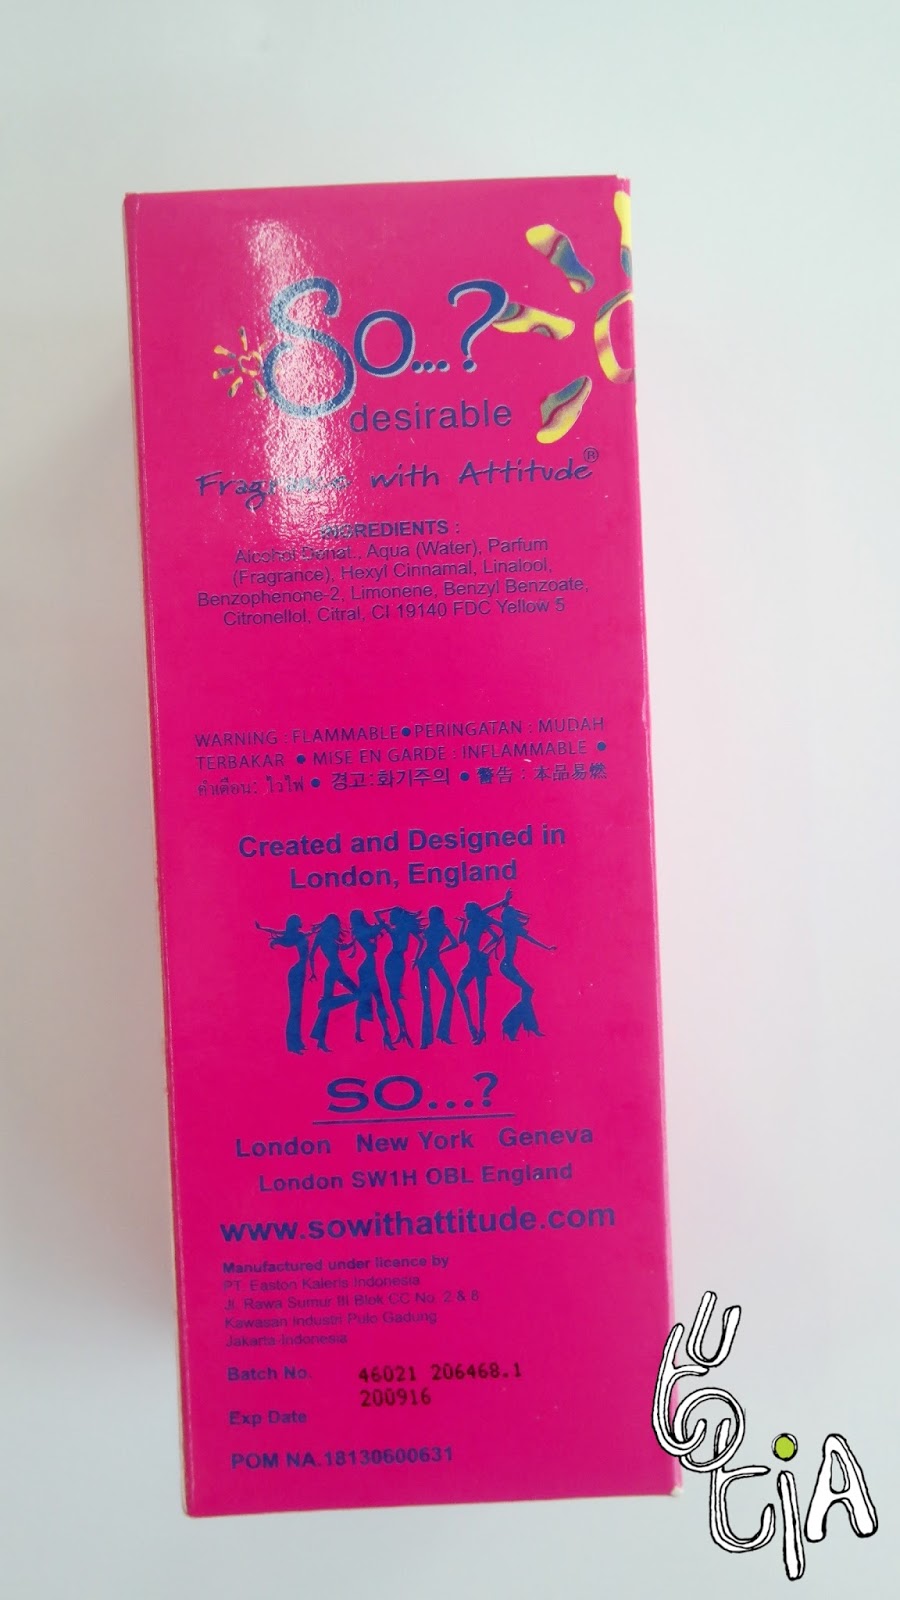 So...?
desirable
Fragrance with Attitude®
INGREDIENTS :
Alcohol Denat., Aqua (Water), Parfum
(Fragrance), Hexyl Cinnamal, Linalool,
Benzophenone-2, Limonene, Benzyl Benzoate,
Citronellol, Citral, CI 19140 FDC Yellow 5
WARNING : FLAMMABLE●PERINGATAN : MUDAH
TERBAKAR ● MISE EN GARDE : INFLAMMABLE ●
คำเตือน: ไวไฟ ● 경고:화기주의 ● 警告 : 本品易燃
Created and Designed in
London, England
SO...?
London New York Geneva
London SW1H OBL England
www.sowithattitude.com
Manufactured under licence by
PT. Easton Kaleris Indonesia
Jl. Rawa Sumur III Blok CC No. 2 & 8
Kawasan Industri Pulo Gadung
Jakarta-Indonesia
Batch No. 46021 206468.1
200916
Exp Date
POM NA.18130600631